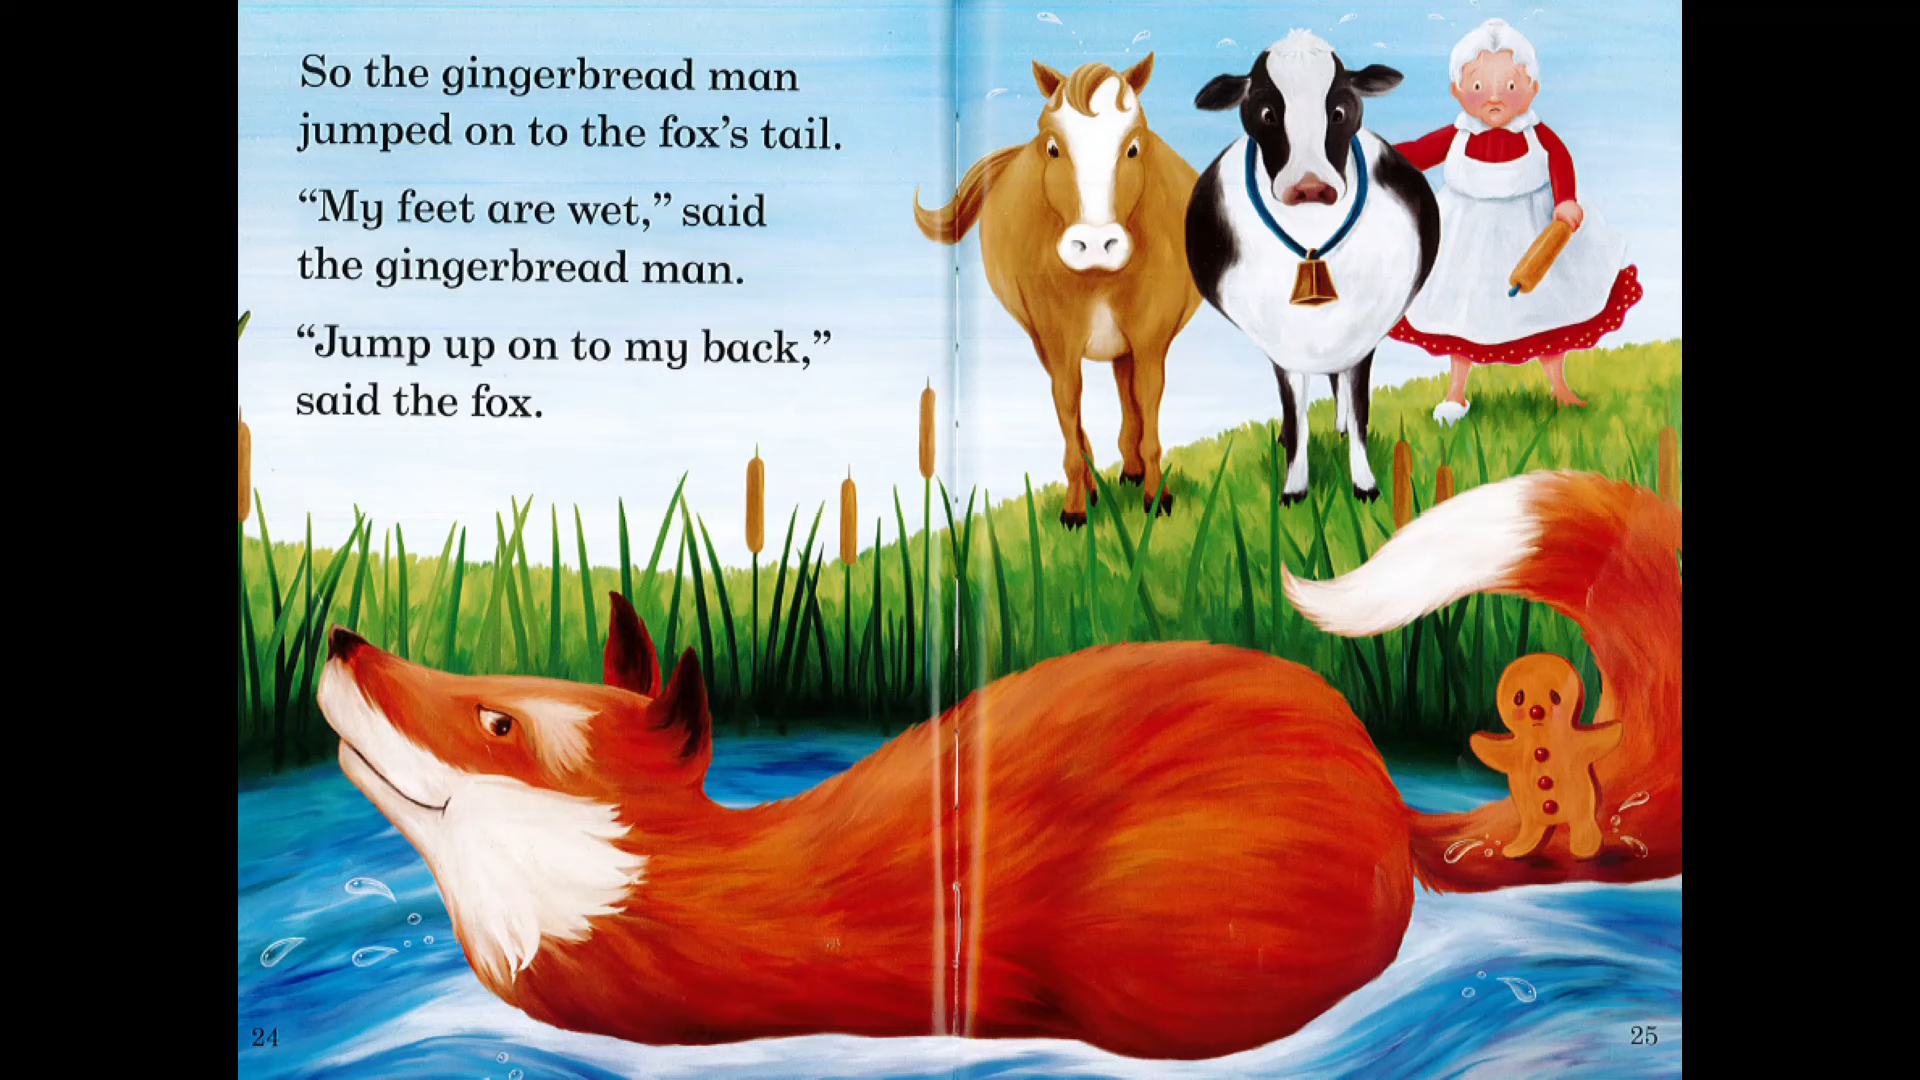 So the gingerbread man
jumped on to the fox’s tail.
“My feet are wet,” said
the gingerbread man.
“Jump up on to my back,”
said the fox.
24
25